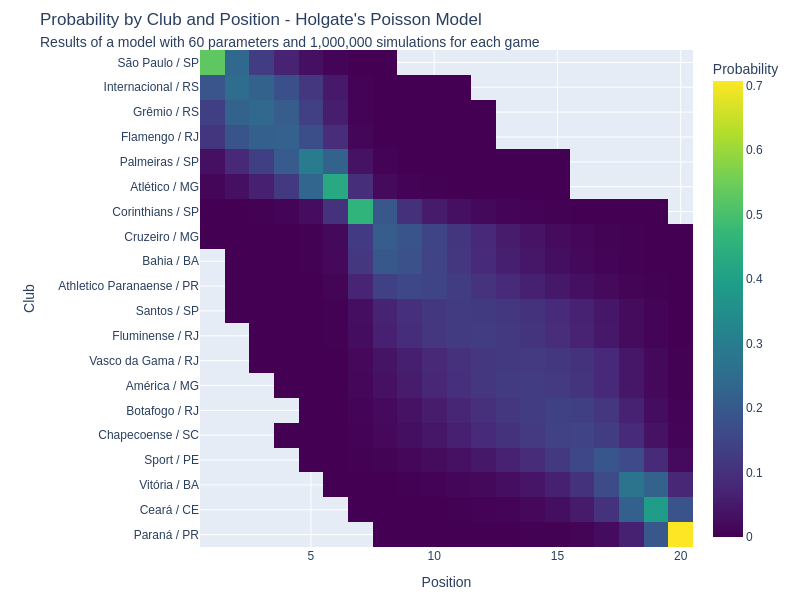 Probability by Club and Position - Holgate's Poisson Model
Results of a model with 60 parameters and 1,000,000 simulations for each game
Probability
São Paulo / SP
Internacional / RS
Grêmio / RS
Flamengo / RJ
Palmeiras / SP
Atlético / MG
Corinthians / SP
Cruzeiro / MG
Bahia / BA
Athletico Paranaense / PR
Santos / SP
Fluminense / RJ
Vasco da Gama / RJ
América / MG
Botafogo / RJ
Chapecoense / SC
Sport / PE
Vitória / BA
Ceará / CE
Paraná / PR
Club
5
10
15
20
Position
0.7
0.6
0.5
0.4
0.3
0.2
0.1
0